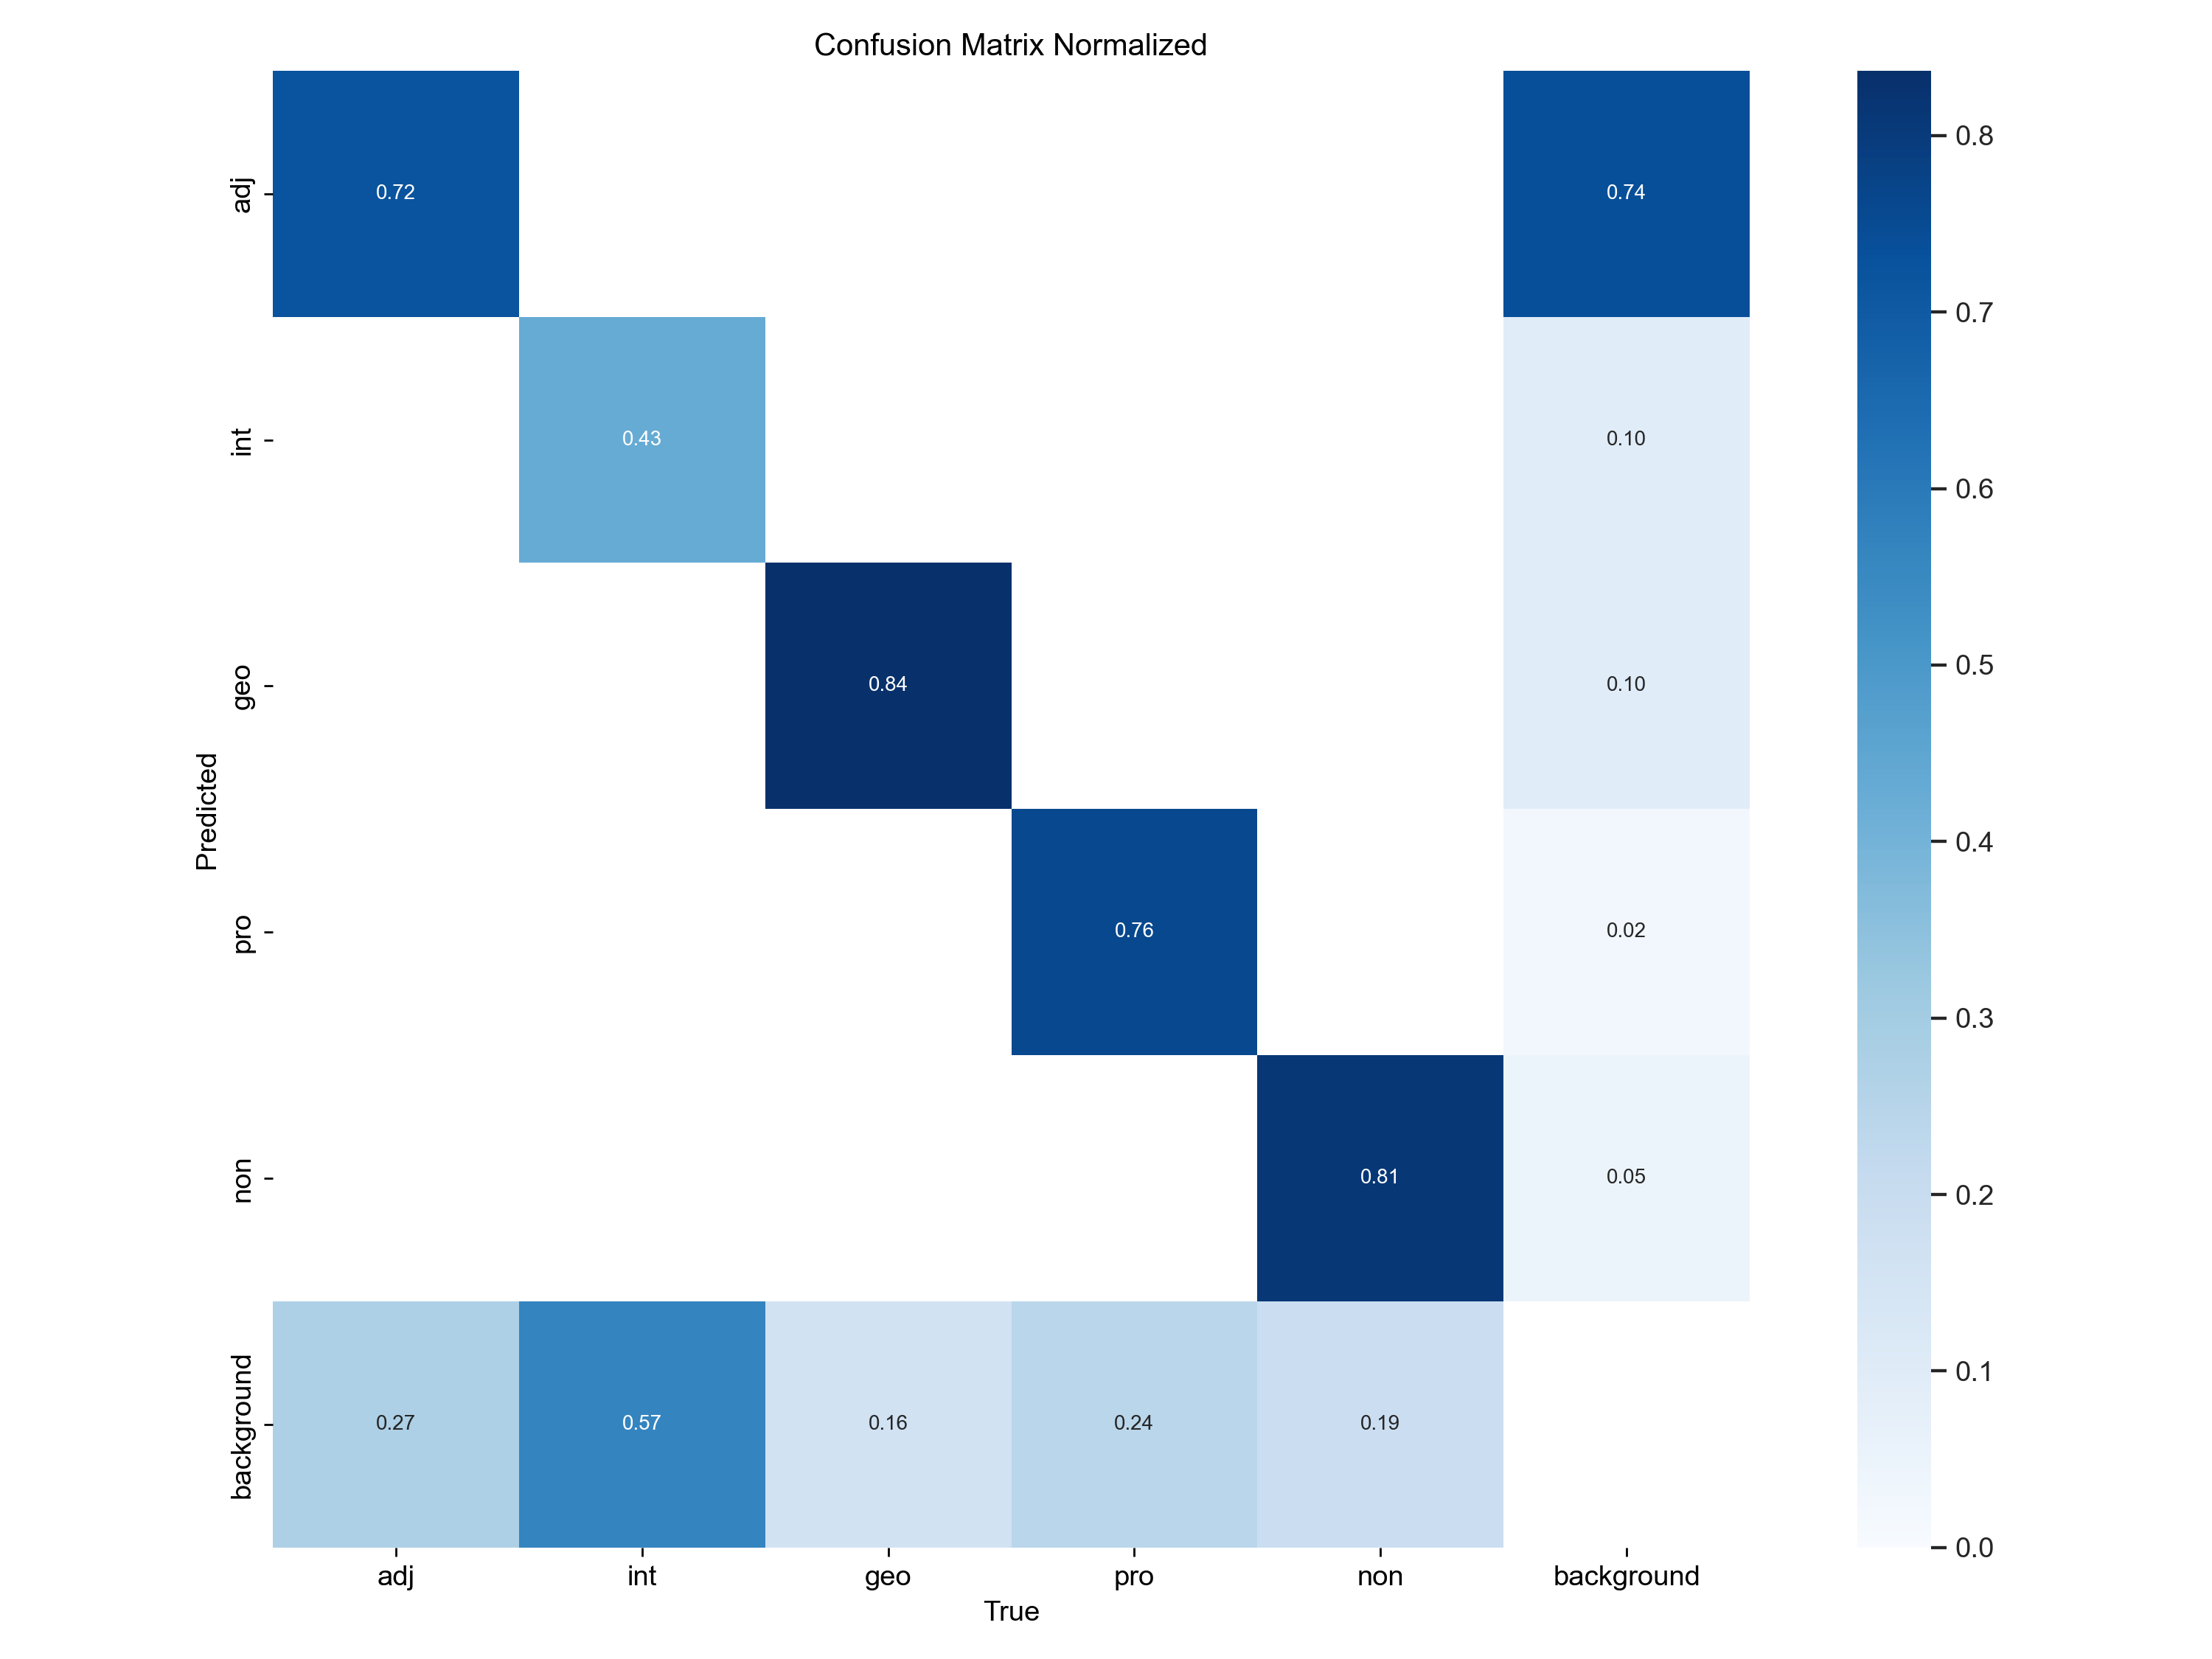 Confusion Matrix Normalized
adj
0.72
0.74
int
0.43
0.10
geo
0.84
0.10
pro
0.76
0.02
non
0.81
0.05
background
0.27
0.57
0.16
0.24
0.19
Predicted
adj
int
geo
pro
non
background
True
0.8
0.7
0.6
0.5
0.4
0.3
0.2
0.1
0.0